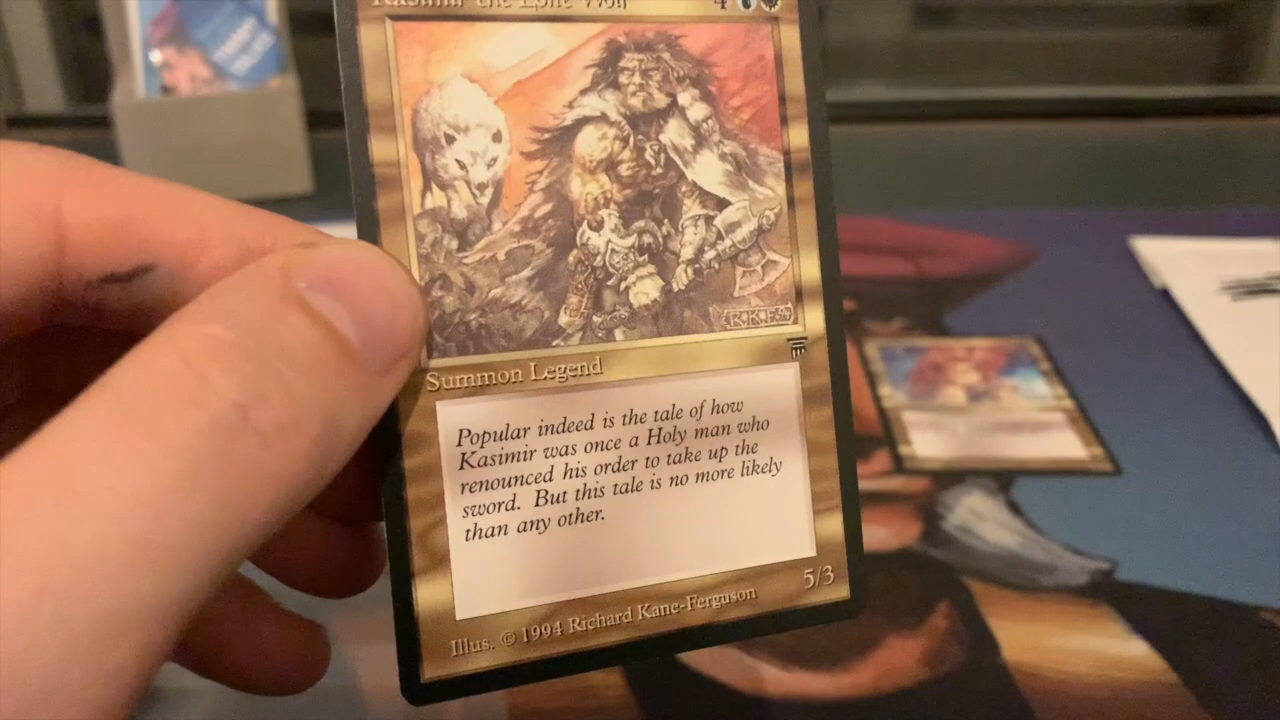 Kasimir the Lone Wolf 4
RKF
Summon Legend
Popular indeed is the tale of how
Kasimir was once a Holy man who
renounced his order to take up the
sword. But this tale is no more likely
than any other.
5/3
Illus. © 1994 Richard Kane-Ferguson